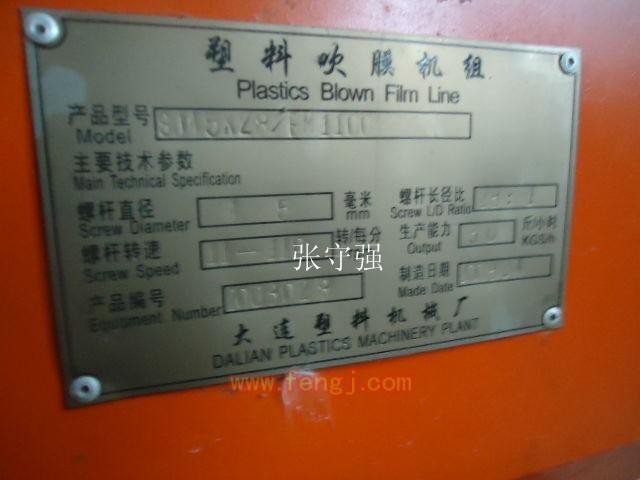 塑料吹膜机组
Plastics Blown Film Line
产品型号
Model
主要技术参数
Main Technical Specification
螺杆直径 毫米 螺杆长径比
Screw Diameter mm Screw L/D Ratio
螺杆转速 转/每分 生产能力 斤/小时
Screw Speed Output KGS/h
产品编号 制造日期
Equipment Number Made Date
张守强
大连塑料机械厂
DALIAN PLASTICS MACHINERY PLANT
www.fengj.com